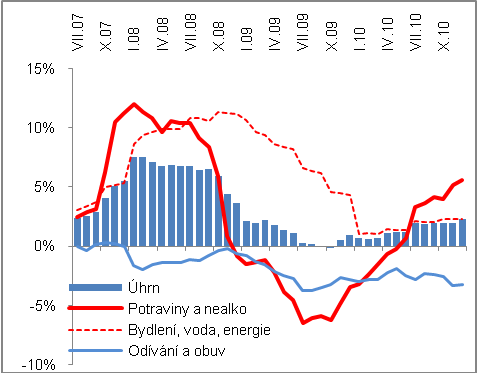 VII.07 X.07 I.08 IV.08 VII.08 X.08 I.09 IV.09 VII.09 X.09 I.10 IV.10 VII.10 X.10
15%
10%
5%
0%
-5%
-10%
Úhrn
Potraviny a nealko
Bydlení, voda, energie
Odívání a obuv